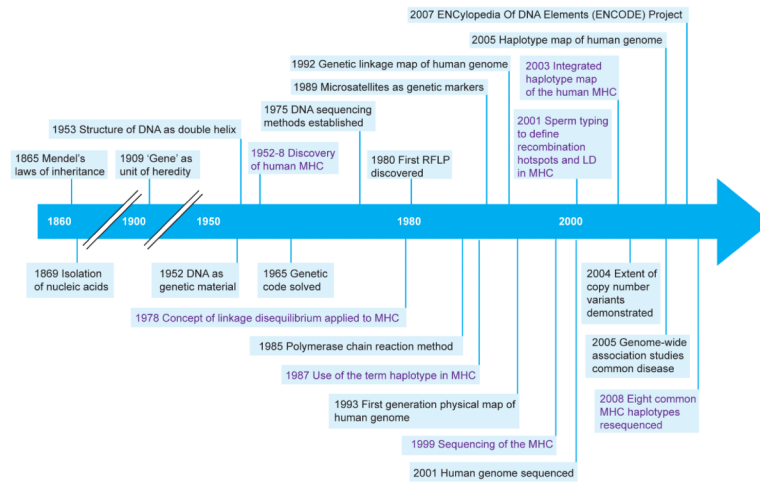 2007 ENCylopedia Of DNA Elements (ENCODE) Project
2005 Haplotype map of human genome
1992 Genetic linkage map of human genome
2003 Integrated
haplotype map
of the human MHC
1989 Microsatellites as genetic markers
1975 DNA sequencing
methods established
2001 Sperm typing
to define
recombination
hotspots and LD
in MHC
1953 Structure of DNA as double helix
1865 Mendel's
laws of inheritance
1909 ‘Gene’ as
unit of heredity
1952-8 Discovery
of human MHC
1980 First RFLP
discovered
1860 1900 1950 1980 2000
1869 Isolation
of nucleic acids
1952 DNA as
genetic material
1965 Genetic
code solved
2004 Extent of
copy number
variants
demonstrated
1978 Concept of linkage disequilibrium applied to MHC
1985 Polymerase chain reaction method
2005 Genome-wide
association studies
common disease
1987 Use of the term haplotype in MHC
1993 First generation physical map of
human genome
2008 Eight common
MHC haplotypes
resequenced
1999 Sequencing of the MHC
2001 Human genome sequenced